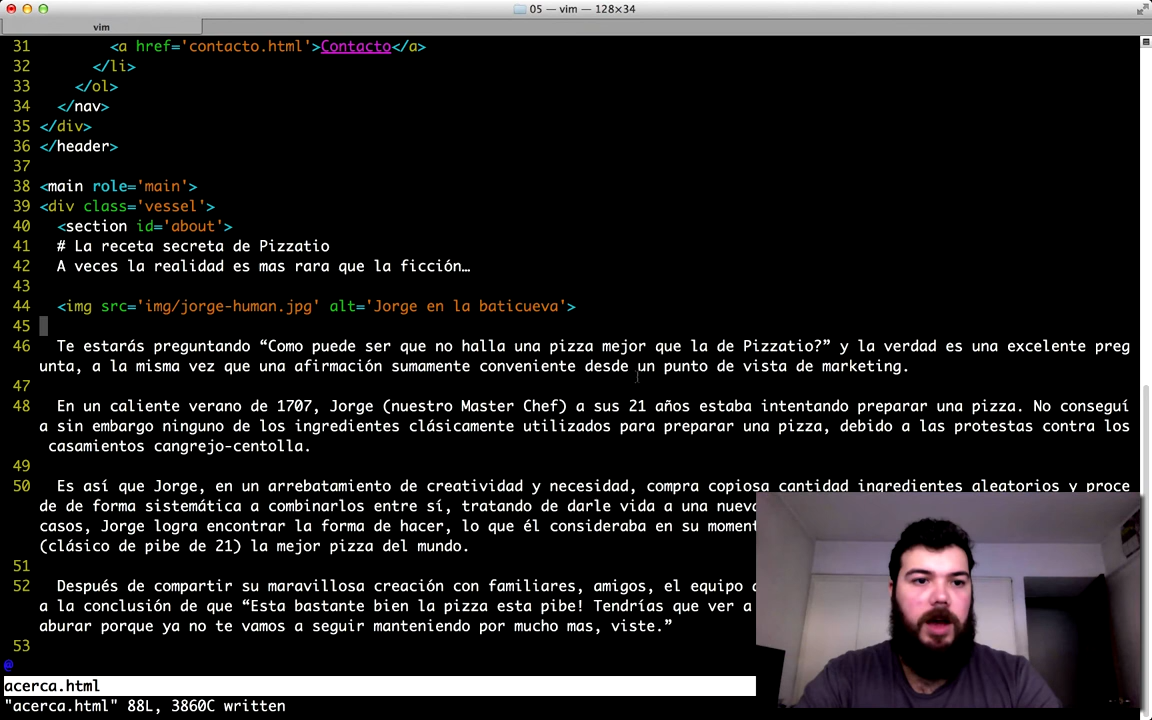 05 — vim — 128×34
vim
31 <a href='contacto.html'>Contacto</a>
32 </li>
33 </ol>
34 </nav>
35 </div>
36 </header>
37
38 <main role='main'>
39 <div class='vessel'>
40 <section id='about'>
41 # La receta secreta de Pizzatio
42 A veces la realidad es mas rara que la ficción…
43
44 <img src='img/jorge-human.jpg' alt='Jorge en la baticueva'>
45
46 Te estarás preguntando “Como puede ser que no halla una pizza mejor que la de Pizzatio?” y la verdad es una excelente preg
unta, a la misma vez que una afirmación sumamente conveniente desde un punto de vista de marketing.
47
48 En un caliente verano de 1707, Jorge (nuestro Master Chef) a sus 21 años estaba intentando preparar una pizza. No conseguí
a sin embargo ninguno de los ingredientes clásicamente utilizados para preparar una pizza, debido a las protestas contra los
casamientos cangrejo-centolla.
49
50 Es así que Jorge, en un arrebatamiento de creatividad y necesidad, compra copiosa cantidad ingredientes aleatorios y proce
de de forma sistemática a combinarlos entre sí, tratando de darle vida a una nueva
casos, Jorge logra encontrar la forma de hacer, lo que él consideraba en su momen
(clásico de pibe de 21) la mejor pizza del mundo.
51
52 Después de compartir su maravillosa creación con familiares, amigos, el equipo
a la conclusión de que “Esta bastante bien la pizza esta pibe! Tendrías que ver a
aburar porque ya no te vamos a seguir manteniendo por mucho mas, viste.”
53
@
acerca.html
"acerca.html" 88L, 3860C written